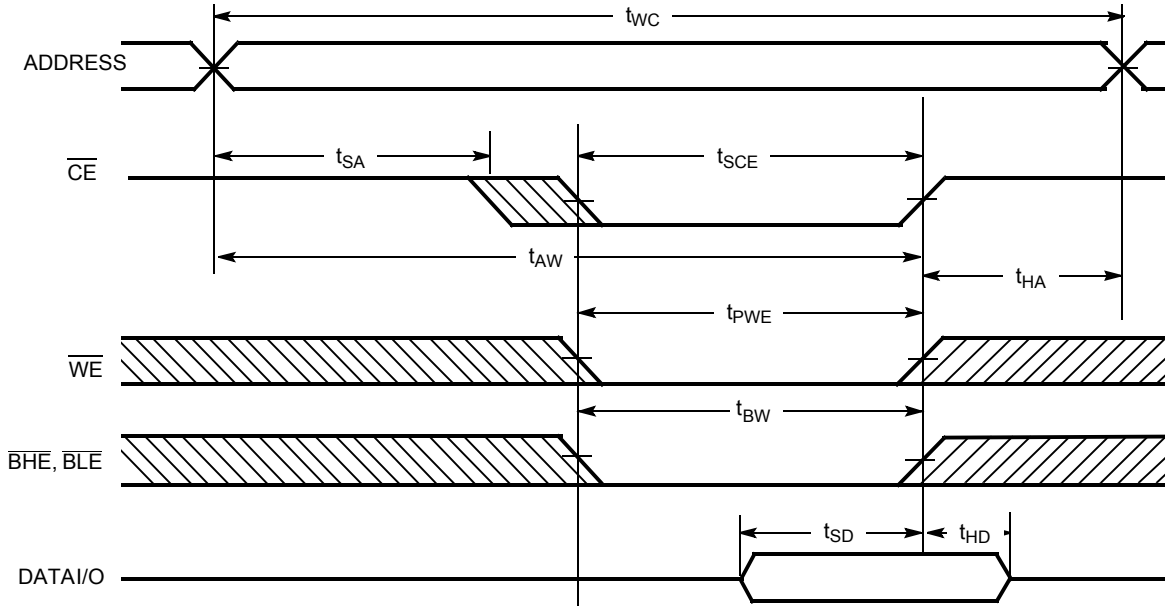 tWC
ADDRESS
tSA
tSCE
CE
tAW
tHA
tPWE
WE
tBW
BHE, BLE
tSD
tHD
DATAI/O